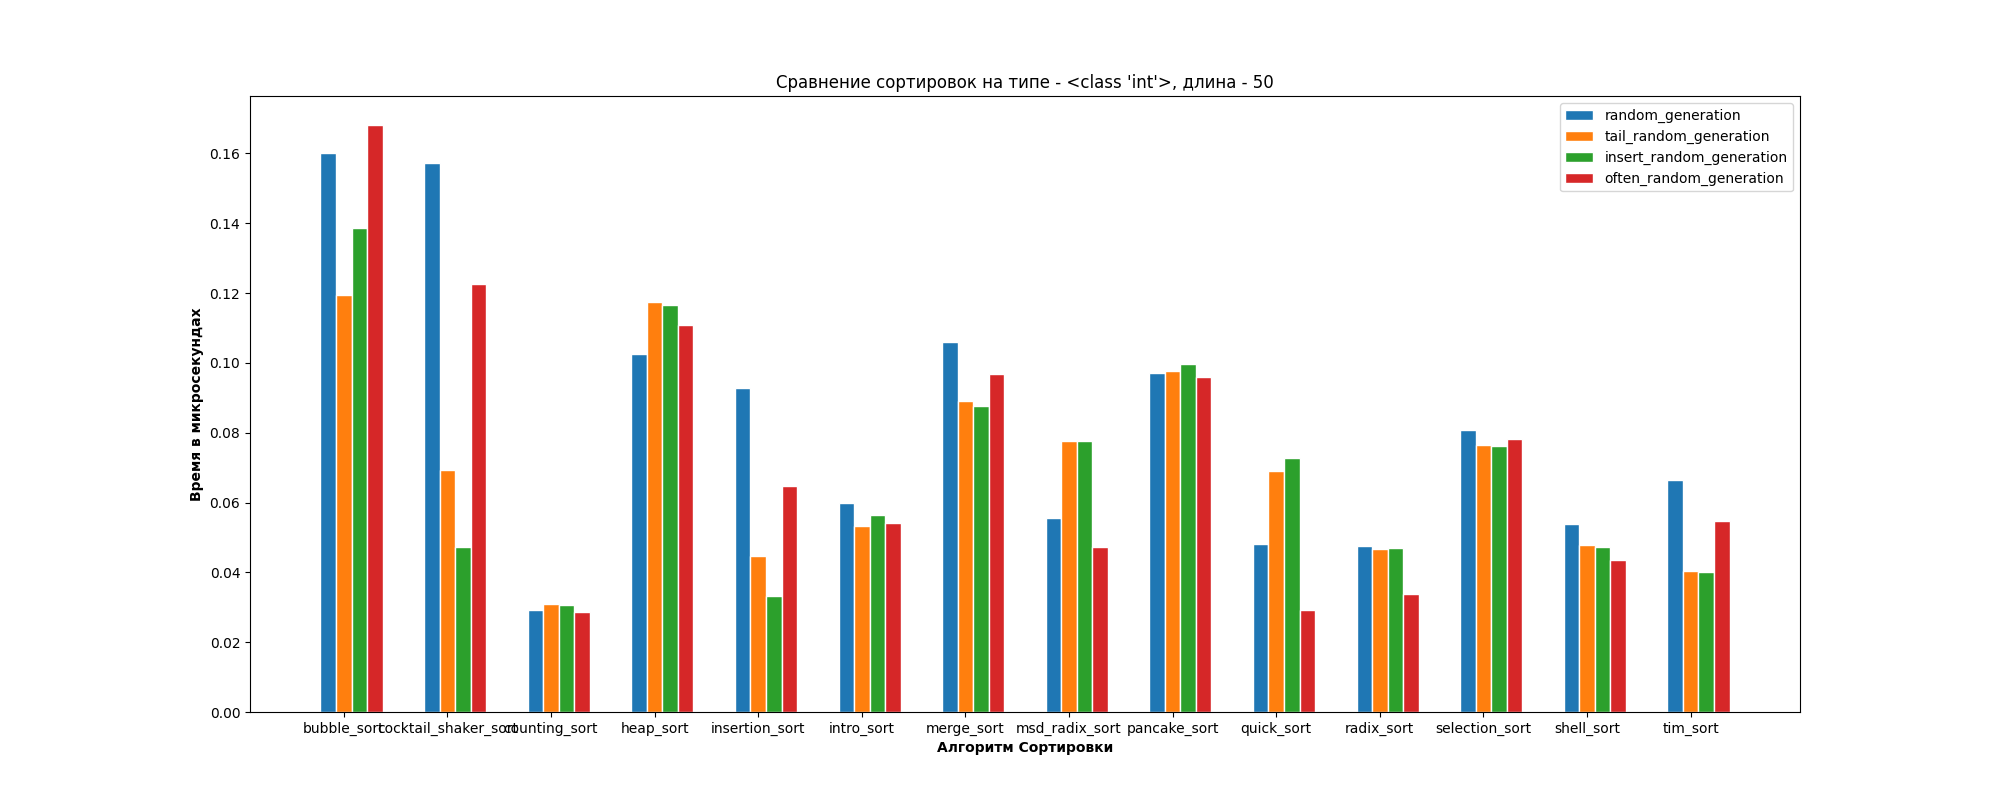 Сравнение сортировок на типе - <class 'int'>, длина - 50
random_generation
tail_random_generation
insert_random_generation
often_random_generation
Время в микросекундах
0.16
0.14
0.12
0.10
0.08
0.06
0.04
0.02
0.00
bubble_sort cocktail_shaker_sort counting_sort heap_sort insertion_sort intro_sort merge_sort msd_radix_sort pancake_sort quick_sort radix_sort selection_sort shell_sort tim_sort
Алгоритм Сортировки